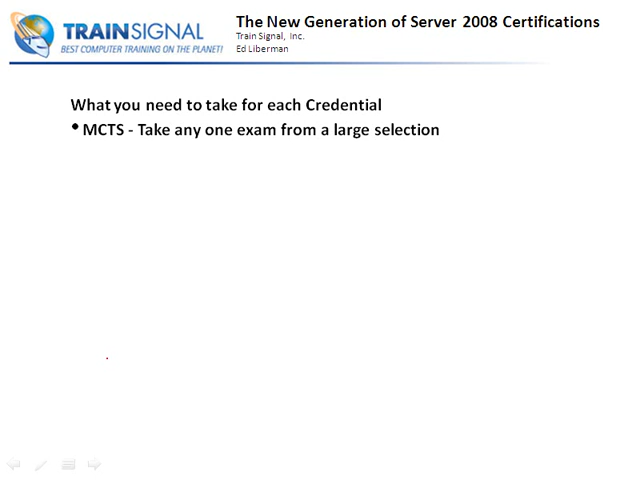 TRAINSIGNAL
BEST COMPUTER TRAINING ON THE PLANET!
The New Generation of Server 2008 Certifications
Train Signal, Inc.
Ed Liberman
What you need to take for each Credential
• MCTS - Take any one exam from a large selection